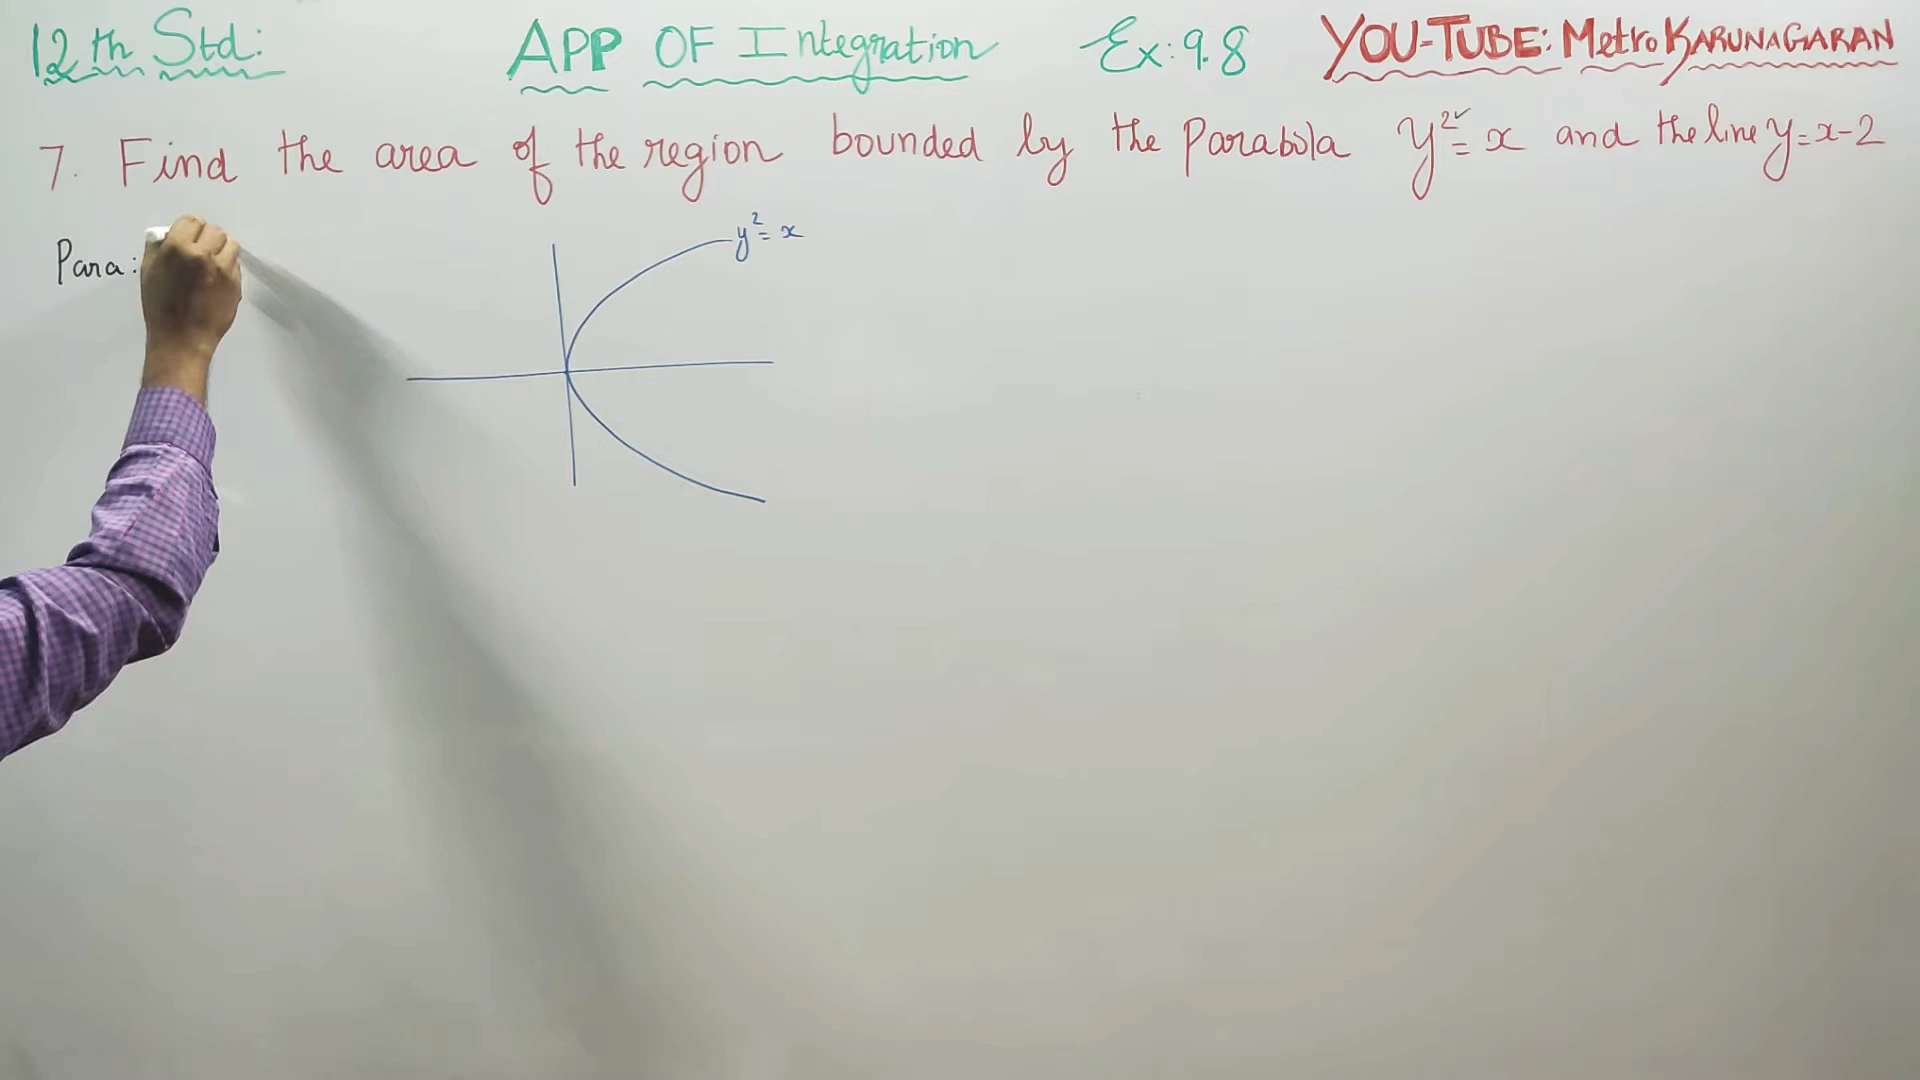 12th Std: APP OF Integration Ex: 9.8 YOU-TUBE: Metro KARUNAGARAN
7. Find the area of the region bounded by the Parabola y² = x and the line y = x-2
Para:
y² = x